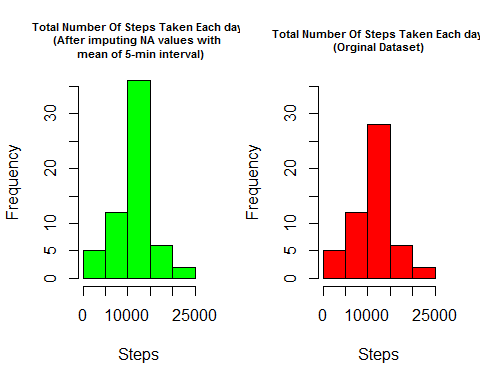 Total Number Of Steps Taken Each day
(After imputing NA values with
mean of 5-min interval)
Frequency
30
10
5
0
0 10000 25000
Steps
Total Number Of Steps Taken Each day
(Orginal Dataset)
Frequency
30
10
5
0
0 10000 25000
Steps